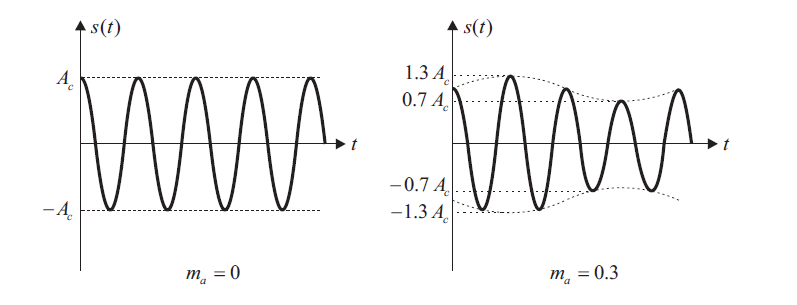 s(t)
A_c
−A_c
t
m_a = 0
s(t)
1.3 A_c
0.7 A_c
−0.7 A_c
−1.3 A_c
t
m_a = 0.3